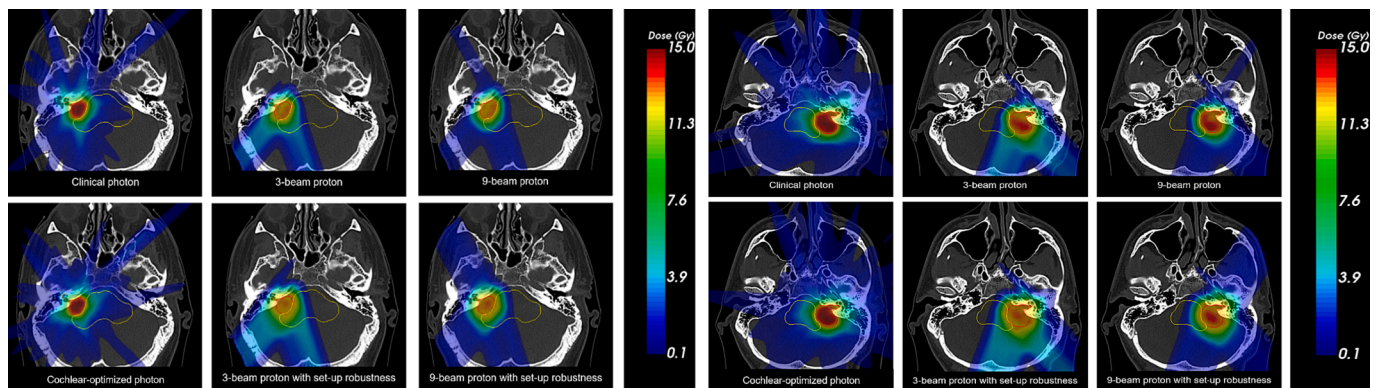 Clinical photon
3-beam proton
9-beam proton
Cochlear-optimized photon
3-beam proton with set-up robustness
9-beam proton with set-up robustness
Dose (Gy)
15.0
11.3
7.6
3.9
0.1
Clinical photon
3-beam proton
9-beam proton
Cochlear-optimized photon
3-beam proton with set-up robustness
9-beam proton with set-up robustness
Dose (Gy)
15.0
11.3
7.6
3.9
0.1